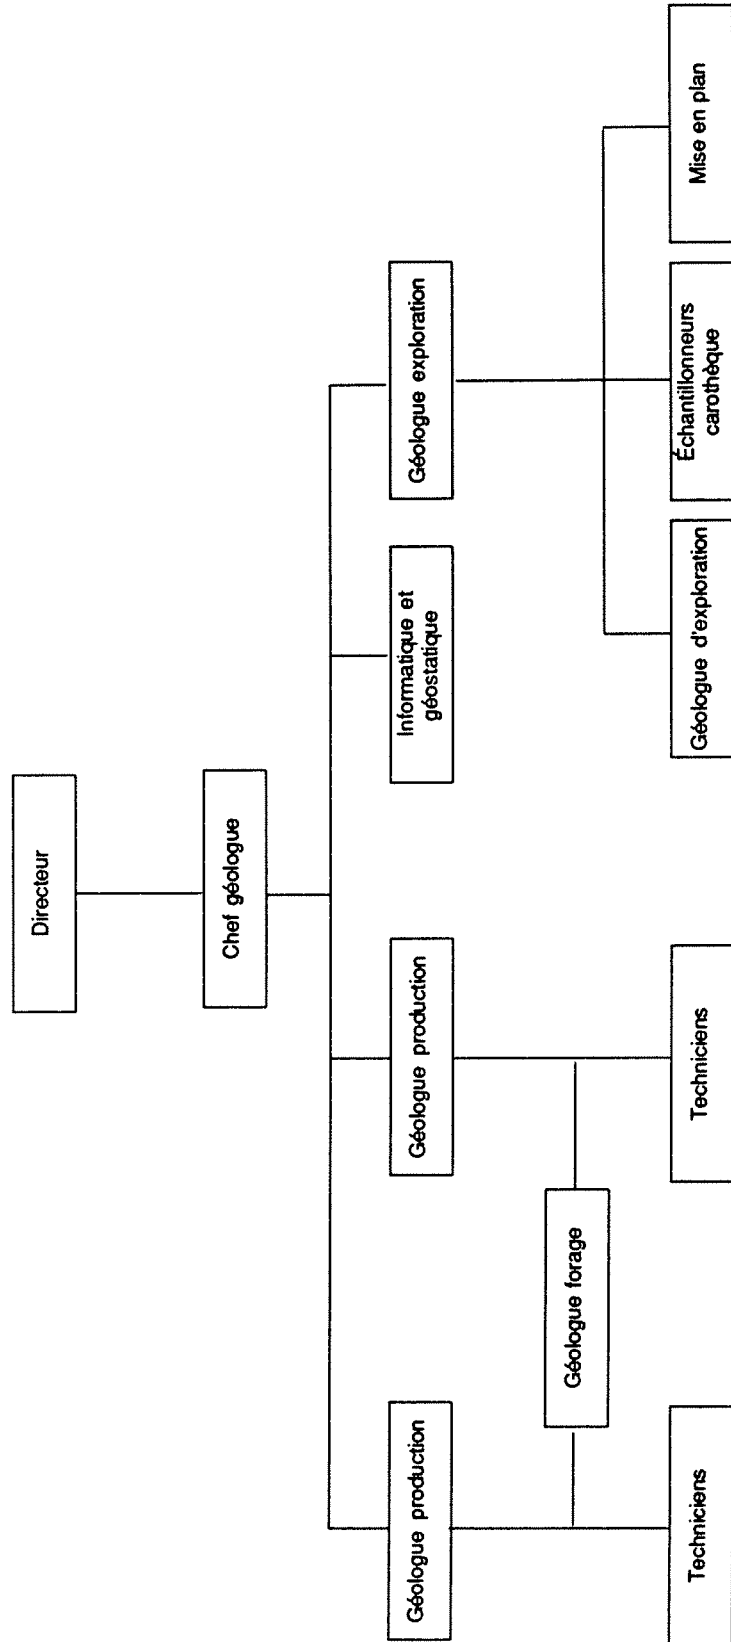 Directeur
Chef géologue
Géologue production
Géologue production
Informatique et
géostatique
Géologue exploration
Géologue forage
Techniciens
Techniciens
Géologue d'exploration
Échantillonneurs
carothèque
Mise en plan